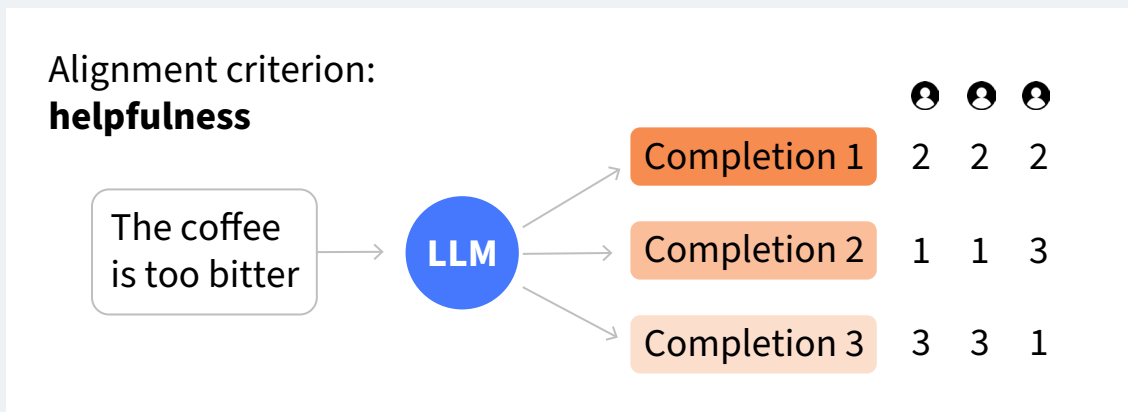 Alignment criterion:
helpfulness
The coffee
is too bitter
LLM
Completion 1 2 2 2
Completion 2 1 1 3
Completion 3 3 3 1